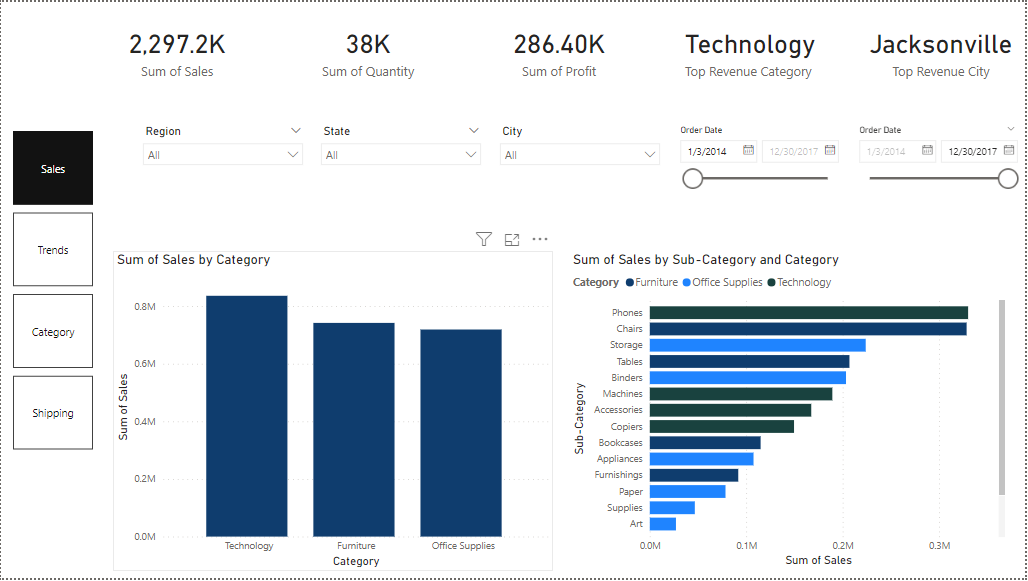 2,297.2K
Sum of Sales
38K
Sum of Quantity
286.40K
Sum of Profit
Technology
Top Revenue Category
Jacksonville
Top Revenue City
Region
All
State
All
City
All
Order Date
1/3/2014
12/30/2017
Order Date
1/3/2014
12/30/2017
Sales
Trends
Category
Shipping
Sum of Sales by Category
Sum of Sales
0.8M
0.6M
0.4M
0.2M
0.0M
Technology
Furniture
Office Supplies
Category
Sum of Sales by Sub-Category and Category
Category Furniture Office Supplies Technology
Sub-Category
Phones
Chairs
Storage
Tables
Binders
Machines
Accessories
Copiers
Bookcases
Appliances
Furnishings
Paper
Supplies
Art
0.0M
0.1M
0.2M
0.3M
Sum of Sales